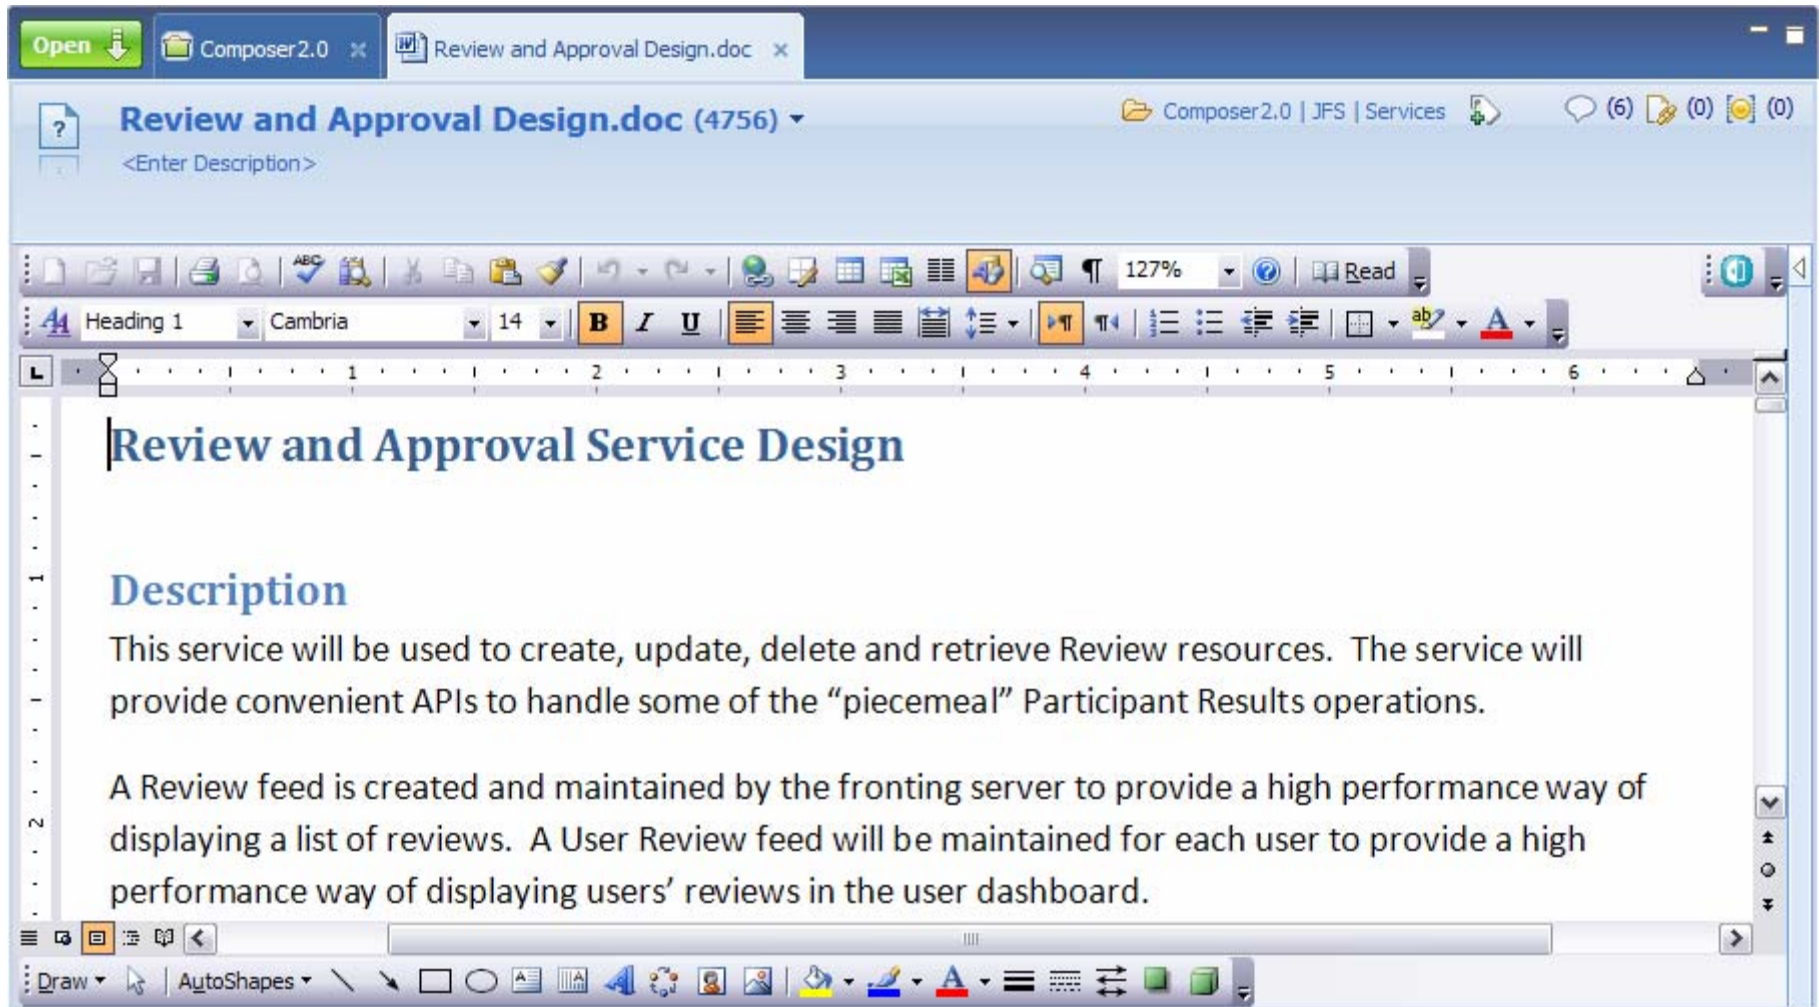 Open Composer2.0 Review and Approval Design.doc
Review and Approval Design.doc (4756) Composer2.0 | JFS | Services (6) (0) (0)
<Enter Description>
ABC 127% Read
Heading 1 Cambria 14 B I U ab A
L 1 2 3 4 5 6
Review and Approval Service Design
1
Description
This service will be used to create, update, delete and retrieve Review resources. The service will
provide convenient APIs to handle some of the “piecemeal” Participant Results operations.
A Review feed is created and maintained by the fronting server to provide a high performance way of
2
displaying a list of reviews. A User Review feed will be maintained for each user to provide a high
performance way of displaying users’ reviews in the user dashboard.
Draw AutoShapes A